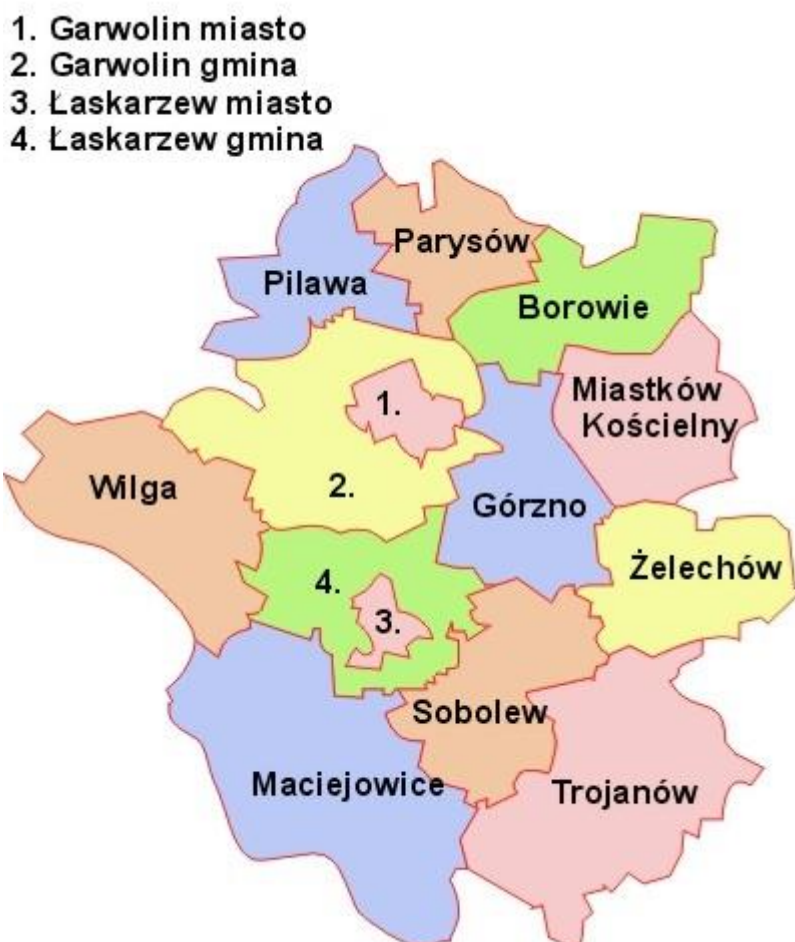 1. Garwolin miasto
2. Garwolin gmina
3. Łaskarzew miasto
4. Łaskarzew gmina
Parysów
Pilawa
Borowie
Miastków
Kościelny
1.
Wilga
2.
Górzno
Żelechów
4.
3.
Sobolew
Maciejowice
Trojanów